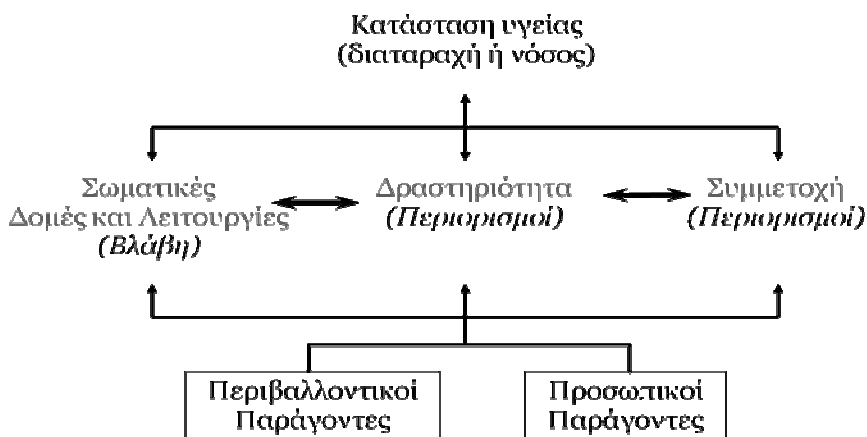 Κατάσταση υγείας
(διαταραχή ή νόσος)
Σωματικές
Δομές και Λειτουργίες
(Βλάβη)
Δραστηριότητα
(Περιορισμοί)
Συμμετοχή
(Περιορισμοί)
Περιβαλλοντικοί
Παράγοντες
Προσωπικοί
Παράγοντες